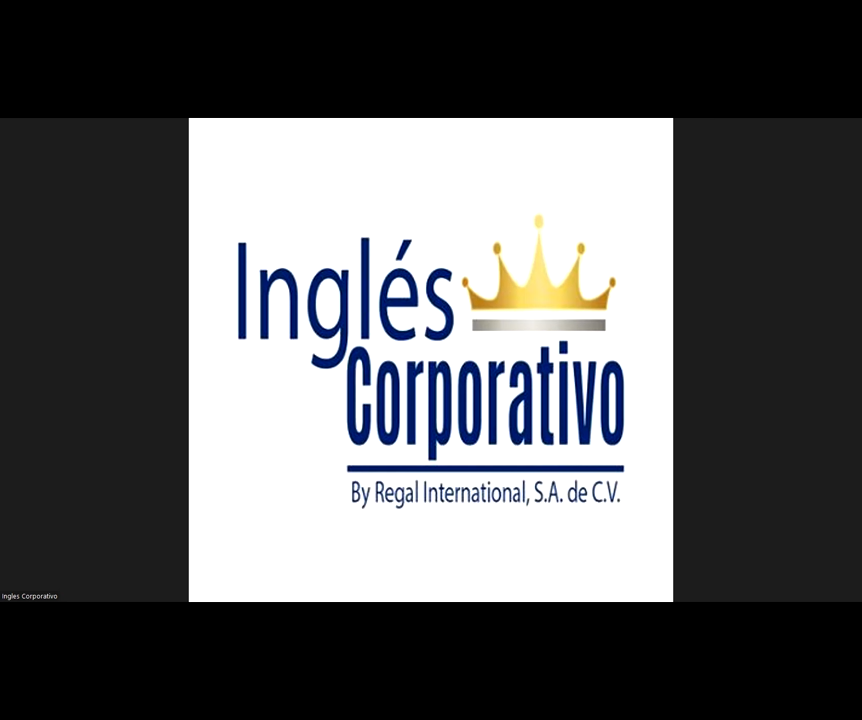 Inglés
Corporativo
By Regal International, S.A. de C.V.
Ingles Corporativo